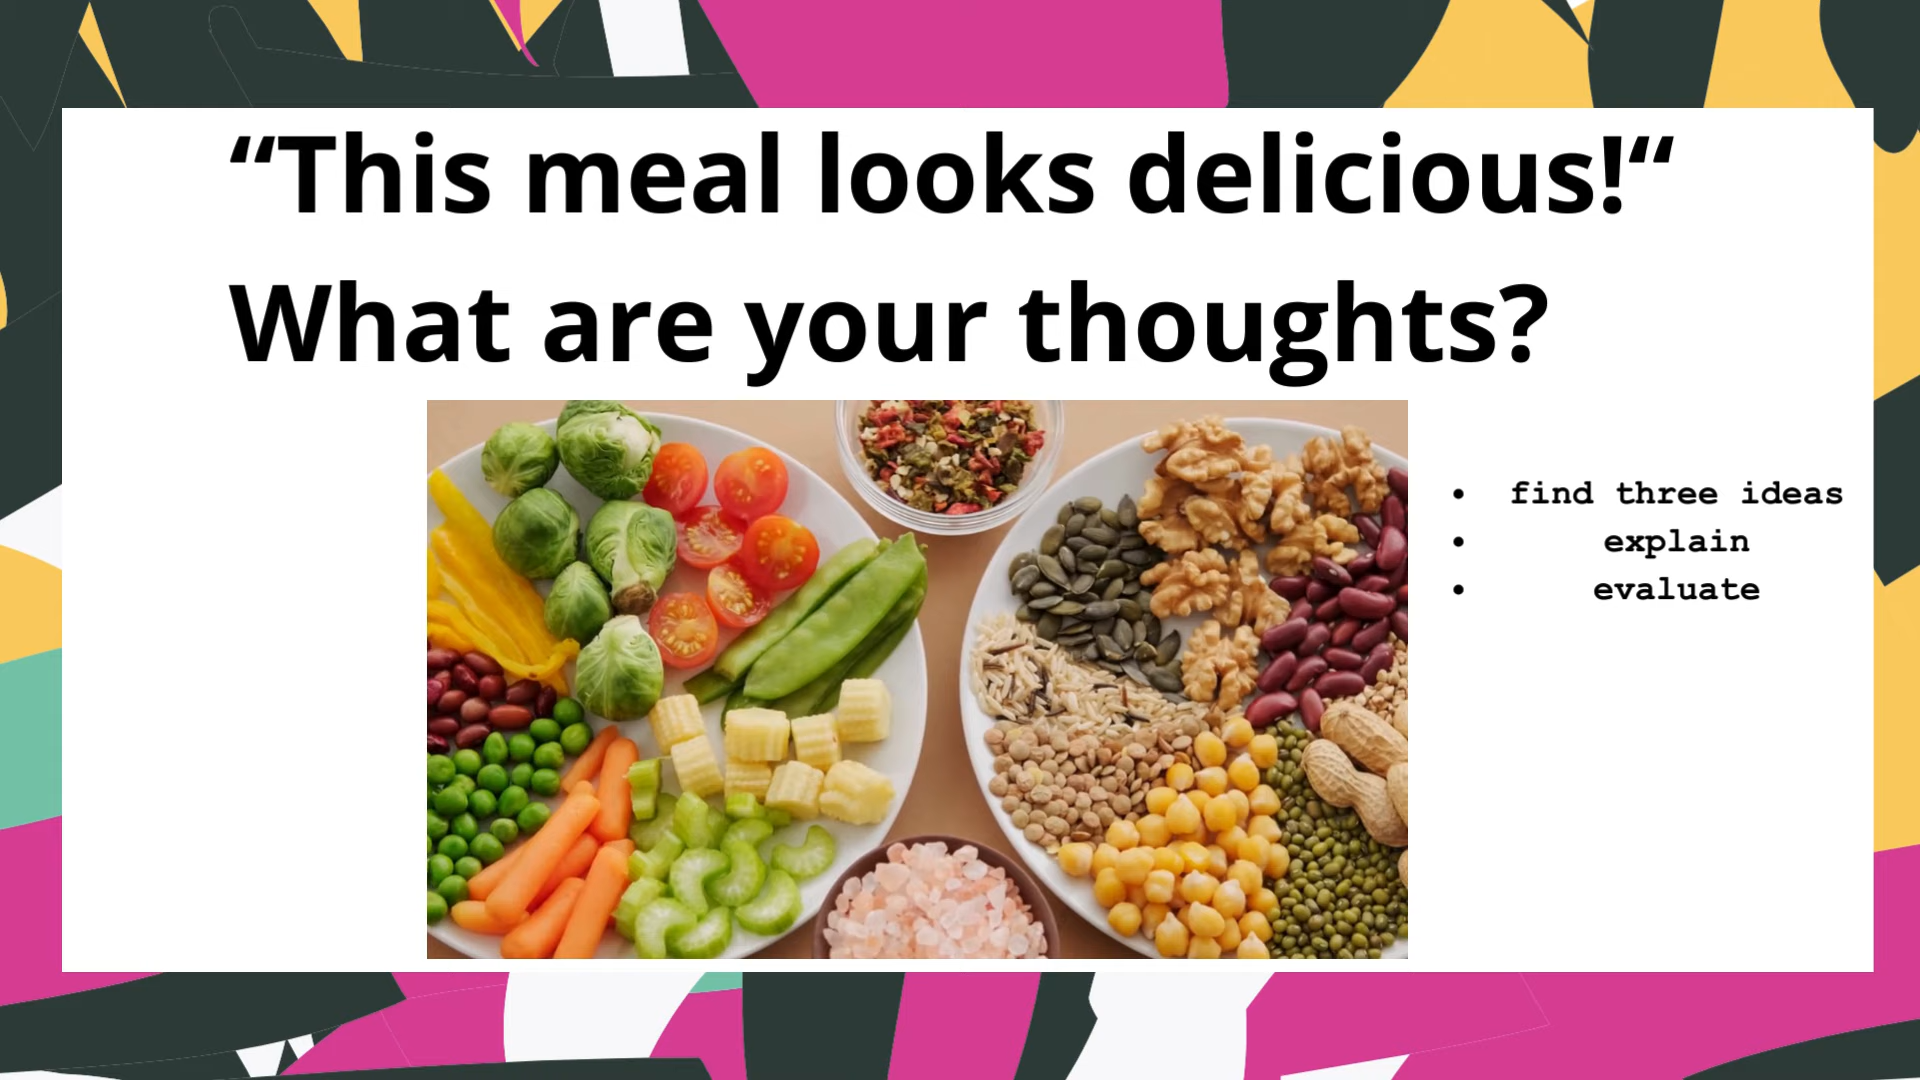 “This meal looks delicious!“
What are your thoughts?
• find three ideas
• explain
• evaluate